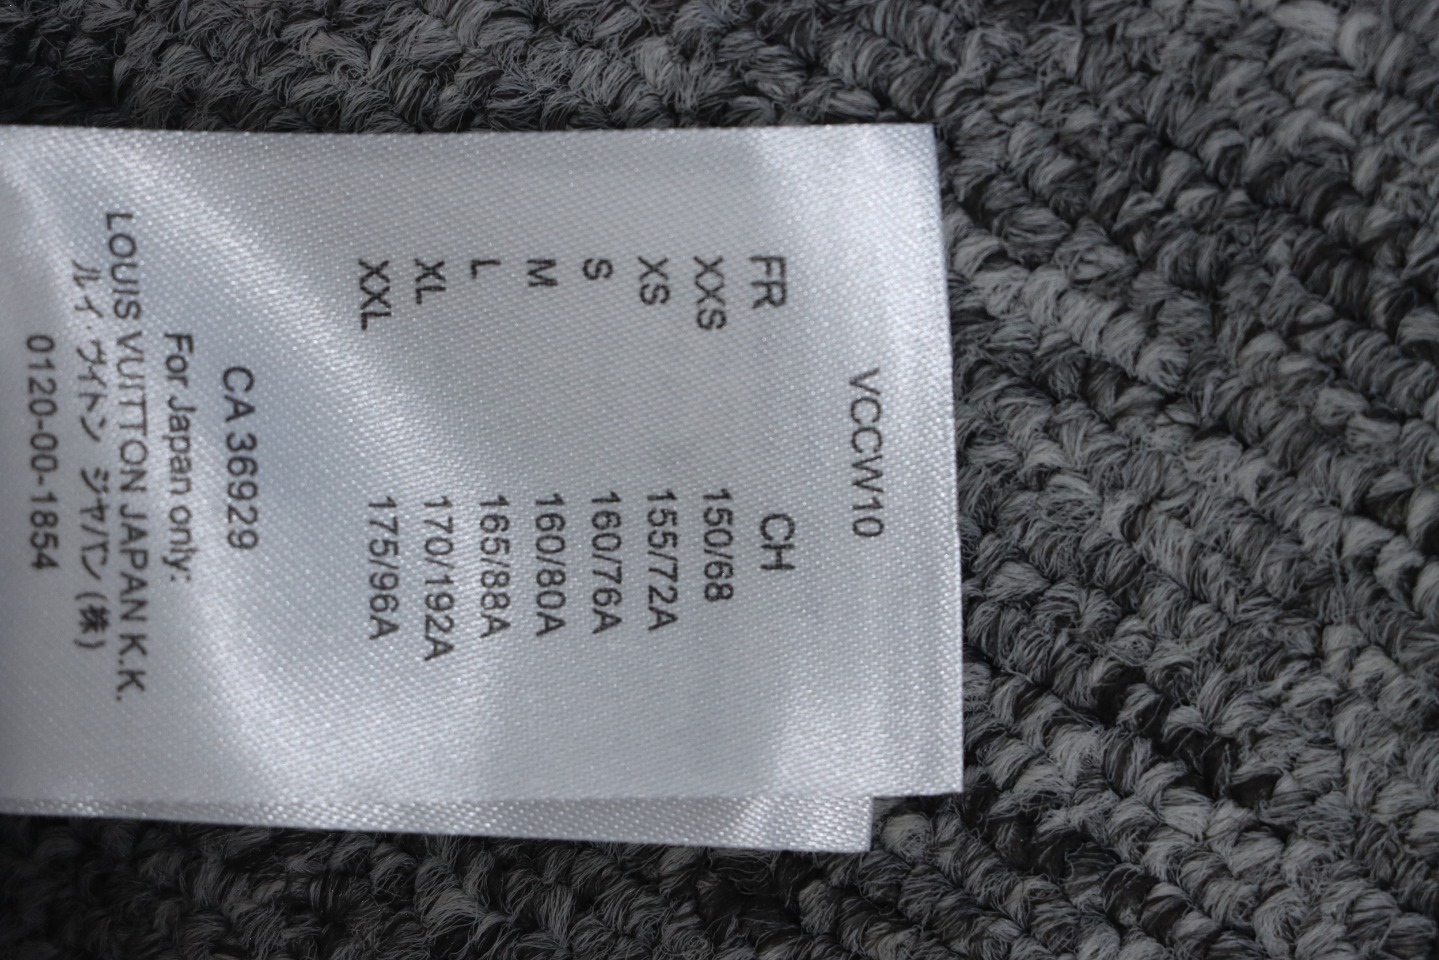 VCCW10
FR CH
XXS 150/68
XS 155/72A
S 160/76A
M 160/80A
L 165/88A
XL 170/192A
XXL 175/96A
CA 36929
For Japan only:
LOUIS VUITTON JAPAN K.K.
ルイ・ヴィトン ジャパン (株)
0120-00-1854